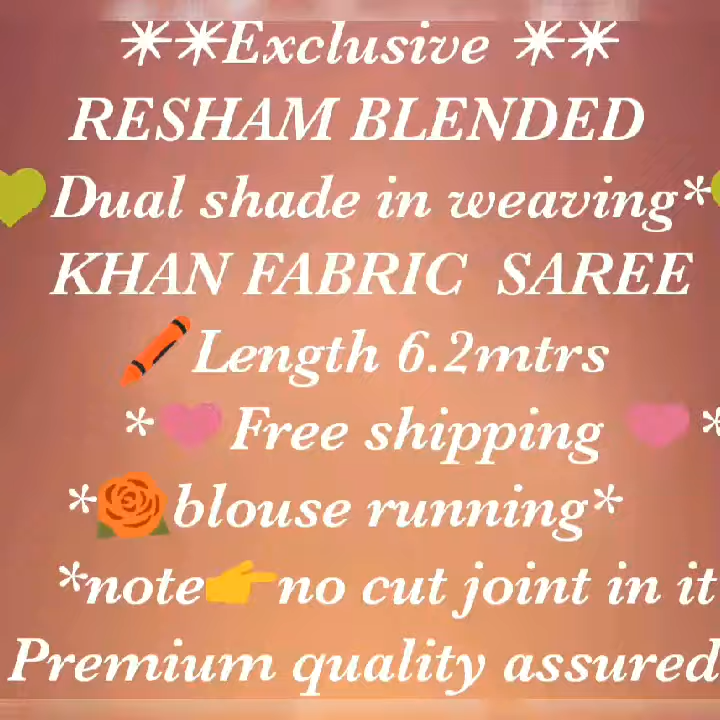 ✴✴Exclusive ✴✴
RESHAM BLENDED
💚Dual shade in weaving*💚
KHAN FABRIC SAREE
🖍Length 6.2mtrs
*💗Free shipping 💗*
*🌹blouse running*
*note👉no cut joint in it
Premium quality assured